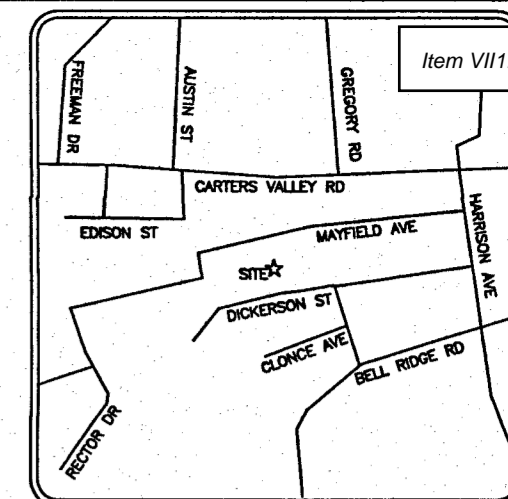 Item VII1.
FREEMAN DR
AUSTIN ST
GREGORY RD
CARTERS VALLEY RD
EDISON ST
MAYFIELD AVE
HARRISON AVE
SITE
DICKERSON ST
CLONCE AVE
BELL RIDGE RD
RECTOR DR